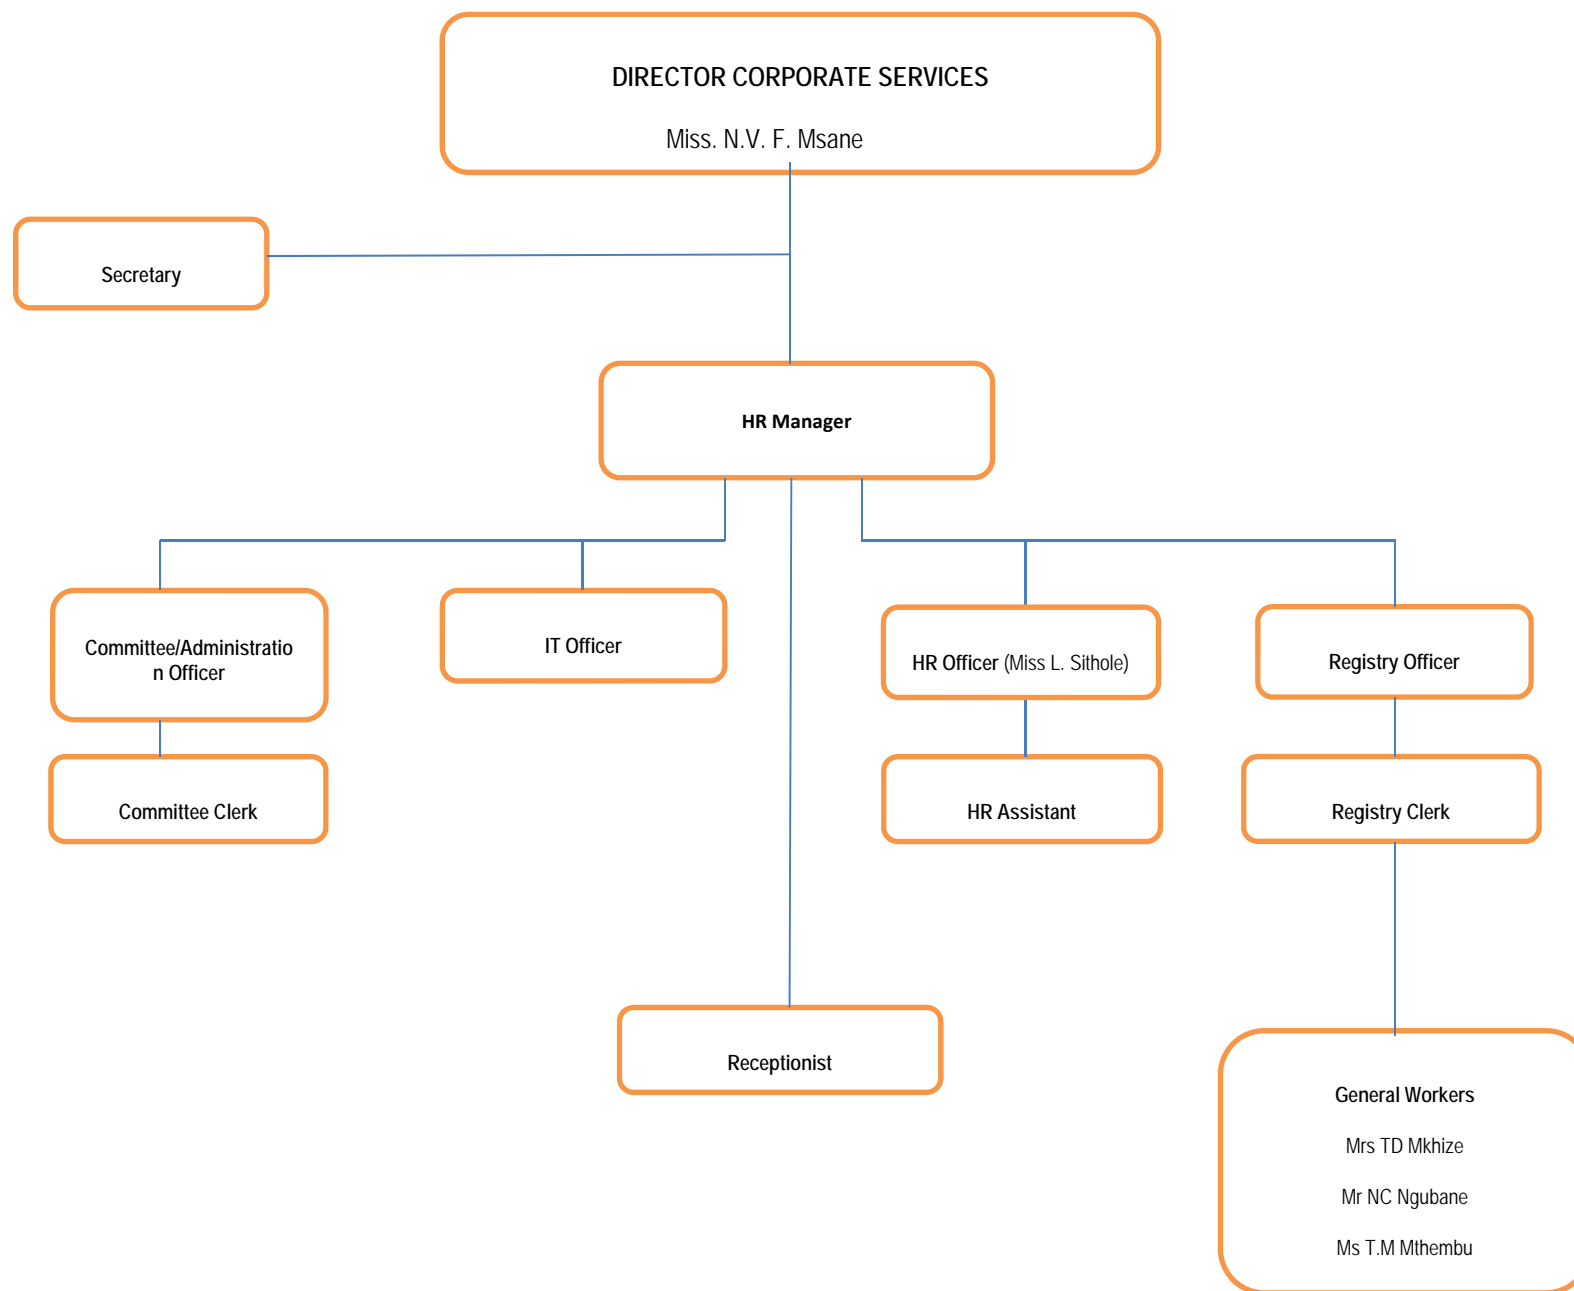 DIRECTOR CORPORATE SERVICES
Miss. N.V. F. Msane
Secretary
HR Manager
Committee/Administratio
n Officer
IT Officer
HR Officer (Miss L. Sithole)
Registry Officer
Committee Clerk
HR Assistant
Registry Clerk
Receptionist
General Workers
Mrs TD Mkhize
Mr NC Ngubane
Ms T.M Mthembu